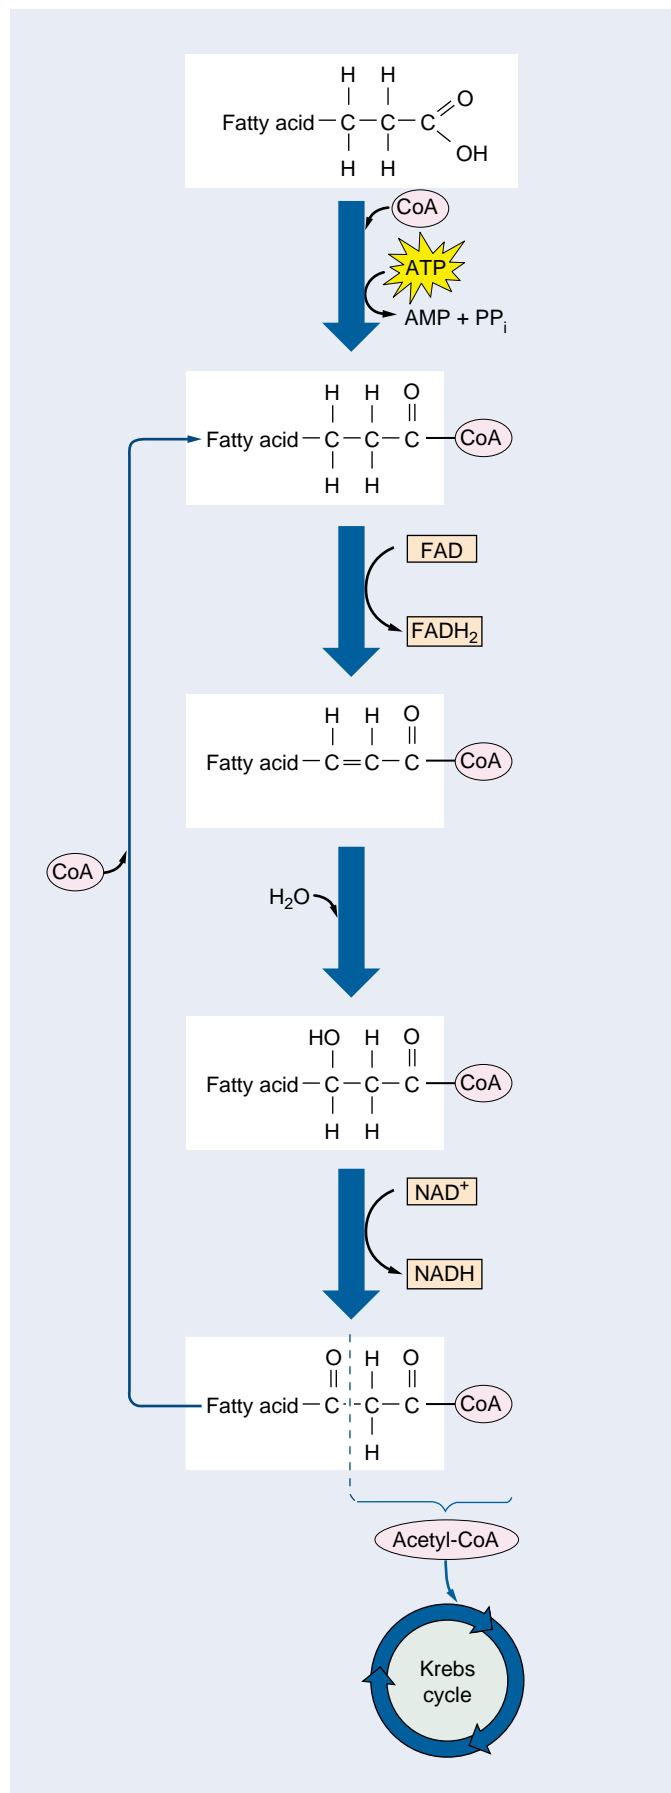 H H
O
Fatty acid — C — C — C
OH
H H
CoA
ATP
AMP + PPi
H H O
Fatty acid — C — C — C — CoA
H H
FAD
FADH2
H H O
Fatty acid — C = C — C — CoA
CoA
H2O
HO H O
Fatty acid — C — C — C — CoA
H H
NAD+
NADH
O H O
Fatty acid — C - C — C — CoA
H
Acetyl-CoA
Krebs
cycle